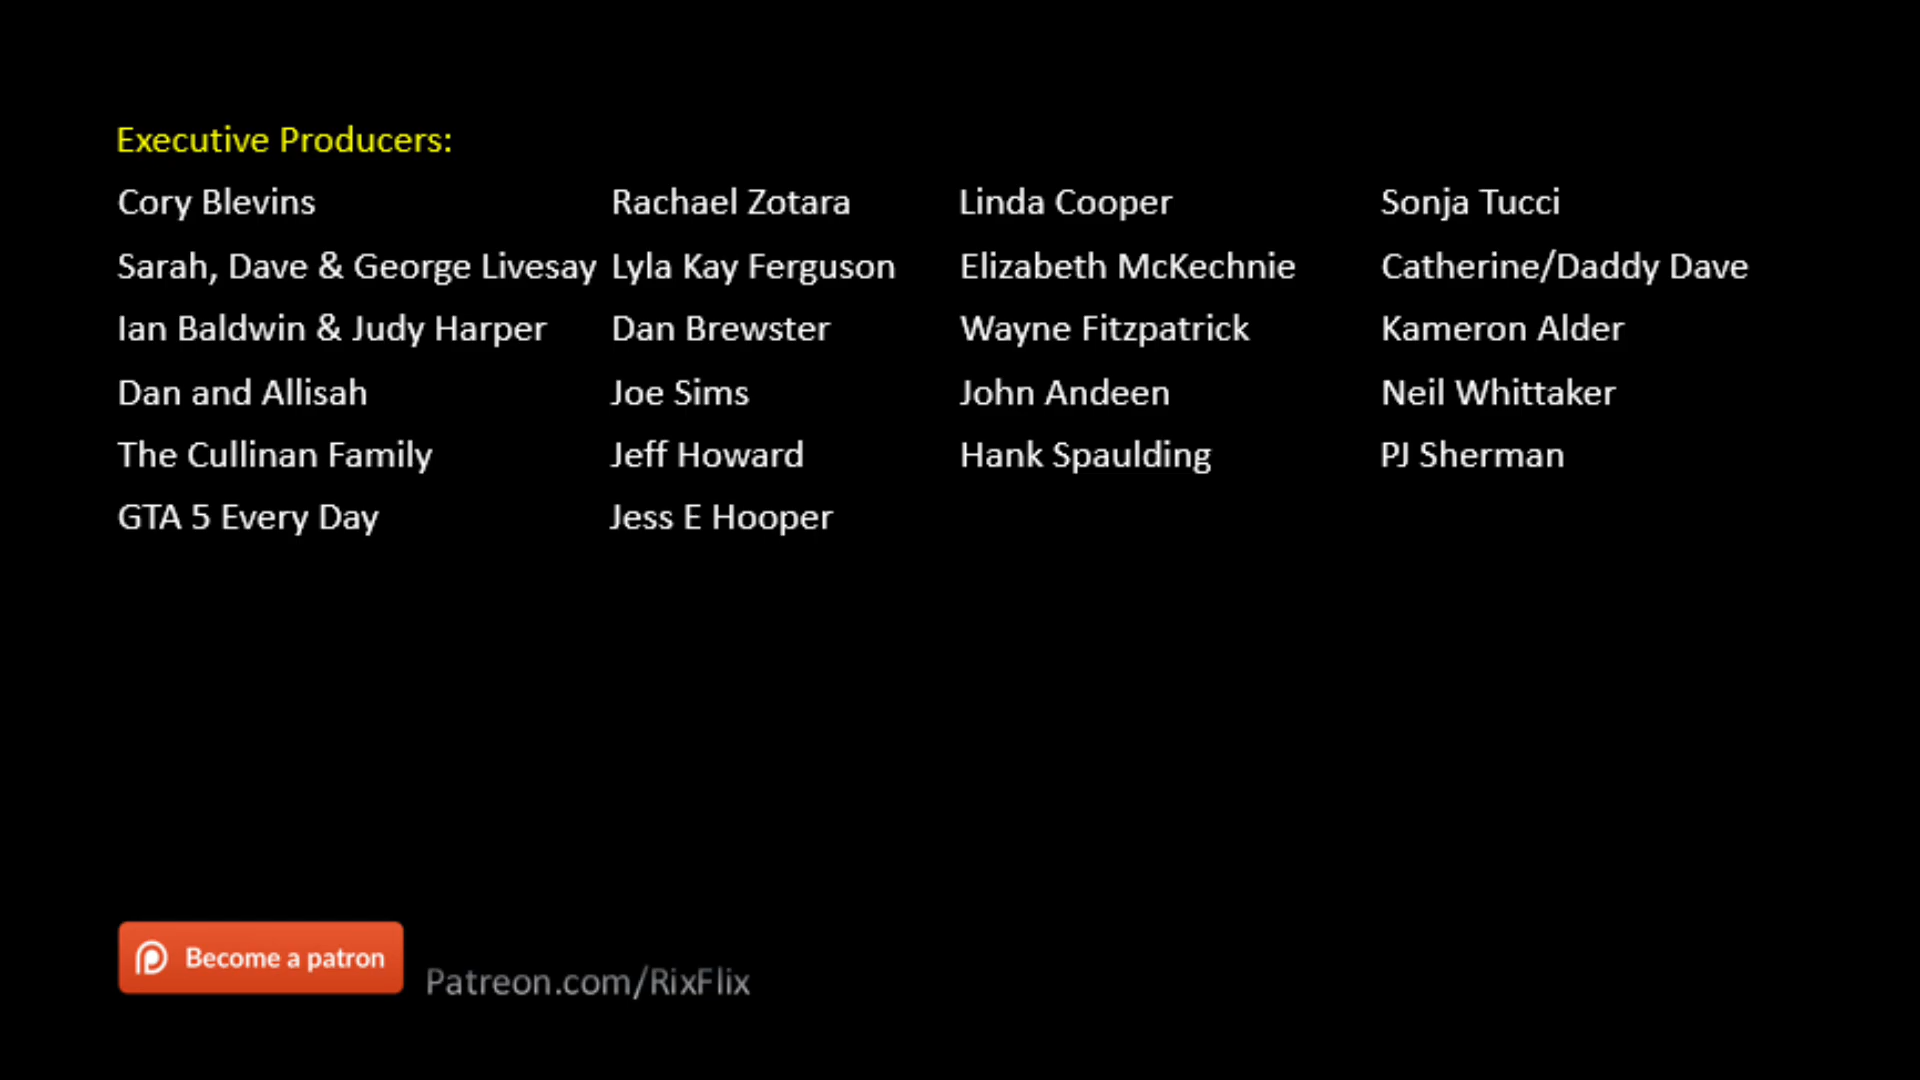 Executive Producers:
Cory Blevins Rachael Zotara Linda Cooper Sonja Tucci
Sarah, Dave & George Livesay Lyla Kay Ferguson Elizabeth McKechnie Catherine/Daddy Dave
Ian Baldwin & Judy Harper Dan Brewster Wayne Fitzpatrick Kameron Alder
Dan and Allisah Joe Sims John Andeen Neil Whittaker
The Cullinan Family Jeff Howard Hank Spaulding PJ Sherman
GTA 5 Every Day Jess E Hooper
Become a patron Patreon.com/RixFlix